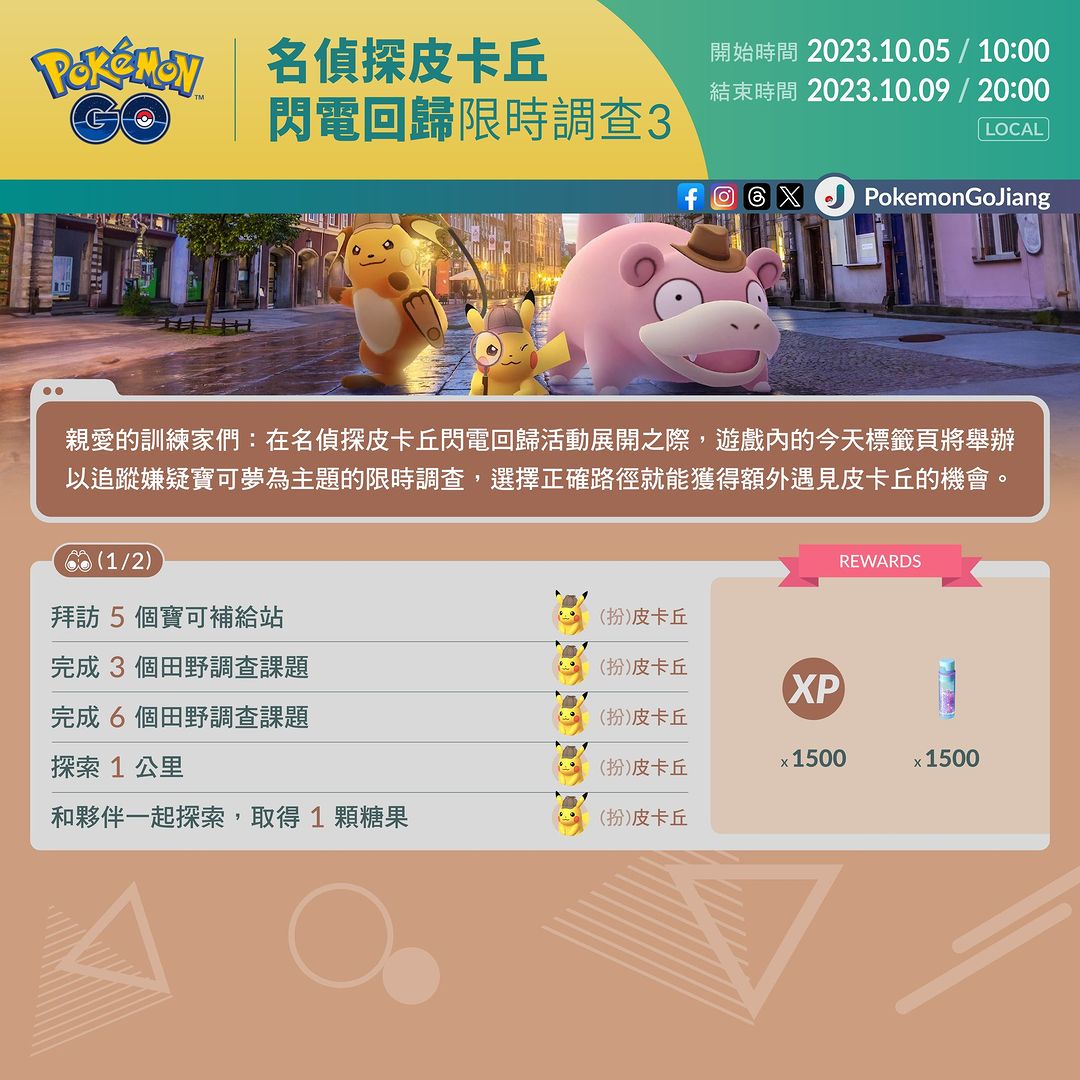 POKÉMON GO
TM
名偵探皮卡丘
閃電回歸限時調查3
開始時間 2023.10.05 / 10:00
結束時間 2023.10.09 / 20:00
LOCAL
PokemonGoJiang
親愛的訓練家們：在名偵探皮卡丘閃電回歸活動展開之際，遊戲內的今天標籤頁將舉辦
以追蹤嫌疑寶可夢為主題的限時調查，選擇正確路徑就能獲得額外遇見皮卡丘的機會。
(1/2)
REWARDS
拜訪 5 個寶可補給站 (扮)皮卡丘
完成 3 個田野調查課題 (扮)皮卡丘
完成 6 個田野調查課題 (扮)皮卡丘
探索 1 公里 (扮)皮卡丘
和夥伴一起探索，取得 1 顆糖果 (扮)皮卡丘
XP
x1500 x1500